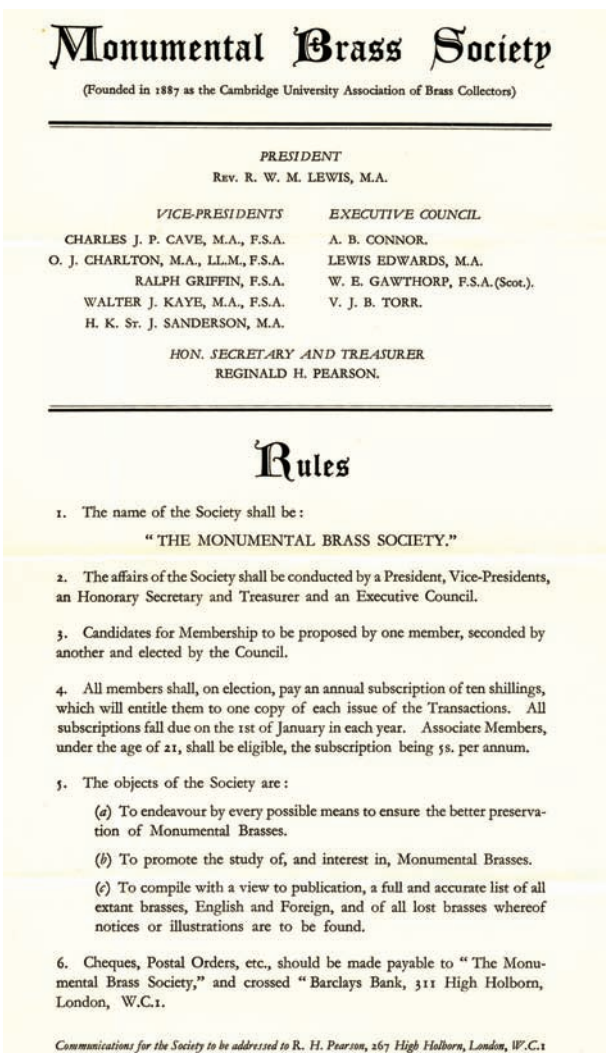 Monumental Brass Society
(Founded in 1887 as the Cambridge University Association of Brass Collectors)
PRESIDENT
REV. R. W. M. LEWIS, M.A.
VICE-PRESIDENTS
CHARLES J. P. CAVE, M.A., F.S.A.
O. J. CHARLTON, M.A., LL.M., F.S.A.
RALPH GRIFFIN, F.S.A.
WALTER J. KAYE, M.A., F.S.A.
H. K. ST. J. SANDERSON, M.A.
EXECUTIVE COUNCIL
A. B. CONNOR.
LEWIS EDWARDS, M.A.
W. E. GAWTHORP, F.S.A.(Scot.).
V. J. B. TORR.
HON. SECRETARY AND TREASURER
REGINALD H. PEARSON.
Rules
1. The name of the Society shall be :
“ THE MONUMENTAL BRASS SOCIETY.”
2. The affairs of the Society shall be conducted by a President, Vice-Presidents,
an Honorary Secretary and Treasurer and an Executive Council.
3. Candidates for Membership to be proposed by one member, seconded by
another and elected by the Council.
4. All members shall, on election, pay an annual subscription of ten shillings,
which will entitle them to one copy of each issue of the Transactions. All
subscriptions fall due on the 1st of January in each year. Associate Members,
under the age of 21, shall be eligible, the subscription being 5s. per annum.
5. The objects of the Society are :
(a) To endeavour by every possible means to ensure the better preserva-
tion of Monumental Brasses.
(b) To promote the study of, and interest in, Monumental Brasses.
(c) To compile with a view to publication, a full and accurate list of all
extant brasses, English and Foreign, and of all lost brasses whereof
notices or illustrations are to be found.
6. Cheques, Postal Orders, etc., should be made payable to “ The Monu-
mental Brass Society,” and crossed “ Barclays Bank, 311 High Holborn,
London, W.C.1.
Communications for the Society to be addressed to R. H. Pearson, 267 High Holborn, London, W.C.1